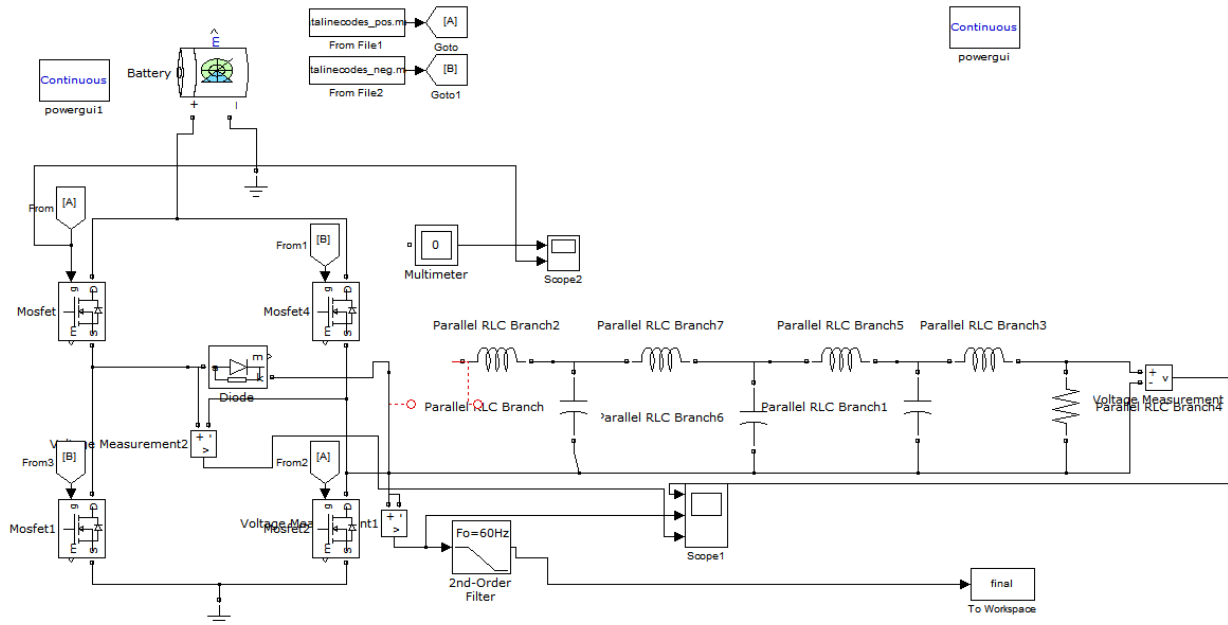 Ê
Battery
+
Continuous
powergui1
talinecodes_pos.m
From File1
[A]
Goto
talinecodes_neg.m
From File2
[B]
Goto1
Continuous
powergui
From
[A]
From1
[B]
Mosfet
g
D
m
S
Mosfet4
g
D
m
S
0
Multimeter
Scope2
m
k
Diode
Parallel RLC Branch2
Parallel RLC Branch7
Parallel RLC Branch5
Parallel RLC Branch3
Parallel RLC Branch
Parallel RLC Branch6
Parallel RLC Branch1
Parallel RLC Branch4
+
-
v
Voltage Measurement
Voltage Measurement2
+
-
v
From3
[B]
From2
[A]
Mosfet1
g
D
m
S
Mosfet2
g
D
m
S
Voltage Measurement1
+
-
v
Fo=60Hz
2nd-Order
Filter
Scope1
final
To Workspace